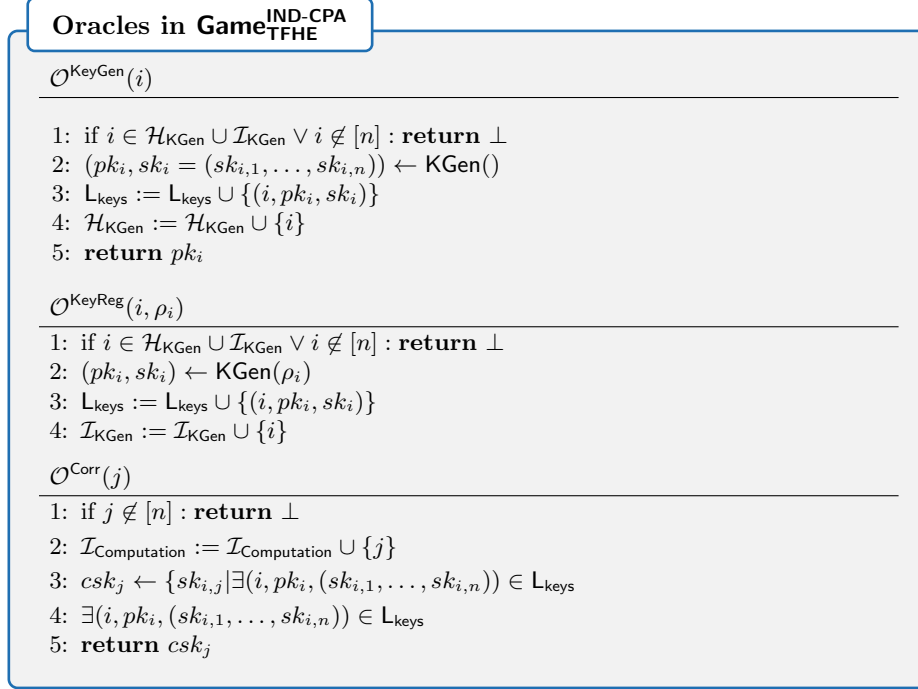 Oracles in Game^{IND-CPA}_{TFHE}
𝒪^{KeyGen}(i)
1: if i ∈ ℋ_{KGen} ∪ ℐ_{KGen} ∨ i ∉ [n] : return ⊥
2: (pk_i, sk_i = (sk_{i,1}, …, sk_{i,n})) ← KGen()
3: L_{keys} := L_{keys} ∪ {(i, pk_i, sk_i)}
4: ℋ_{KGen} := ℋ_{KGen} ∪ {i}
5: return pk_i
𝒪^{KeyReg}(i, ρ_i)
1: if i ∈ ℋ_{KGen} ∪ ℐ_{KGen} ∨ i ∉ [n] : return ⊥
2: (pk_i, sk_i) ← KGen(ρ_i)
3: L_{keys} := L_{keys} ∪ {(i, pk_i, sk_i)}
4: ℐ_{KGen} := ℐ_{KGen} ∪ {i}
𝒪^{Corr}(j)
1: if j ∉ [n] : return ⊥
2: ℐ_{Computation} := ℐ_{Computation} ∪ {j}
3: csk_j ← {sk_{i,j}|∃(i, pk_i, (sk_{i,1}, …, sk_{i,n})) ∈ L_{keys}
4: ∃(i, pk_i, (sk_{i,1}, …, sk_{i,n})) ∈ L_{keys}
5: return csk_j